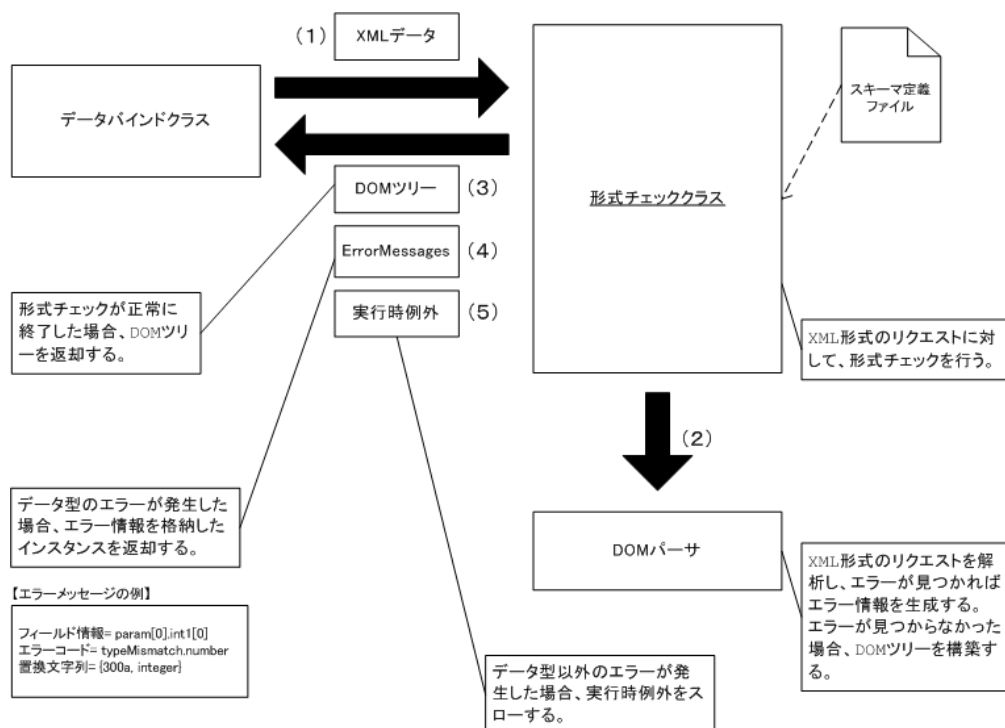 (1)
XMLデータ
データバインドクラス
スキーマ定義
ファイル
形式チェッククラス
DOMツリー
(3)
ErrorMessages
(4)
実行時例外
(5)
形式チェックが正常に
終了した場合、DOMツリ
ーを返却する。
XML形式のリクエストに対
して、形式チェックを行う。
(2)
データ型のエラーが発生した
場合、エラー情報を格納した
インスタンスを返却する。
DOMパーサ
XML形式のリクエストを解
析し、エラーが見つかれば
エラー情報を生成する。
エラーが見つからなかった
場合、DOMツリーを構築す
る。
【エラーメッセージの例】
フィールド情報= param[0].int1[0]
エラーコード= typeMismatch.number
置換文字列= {300a, integer}
データ型以外のエラーが発
生した場合、実行時例外をス
ローする。